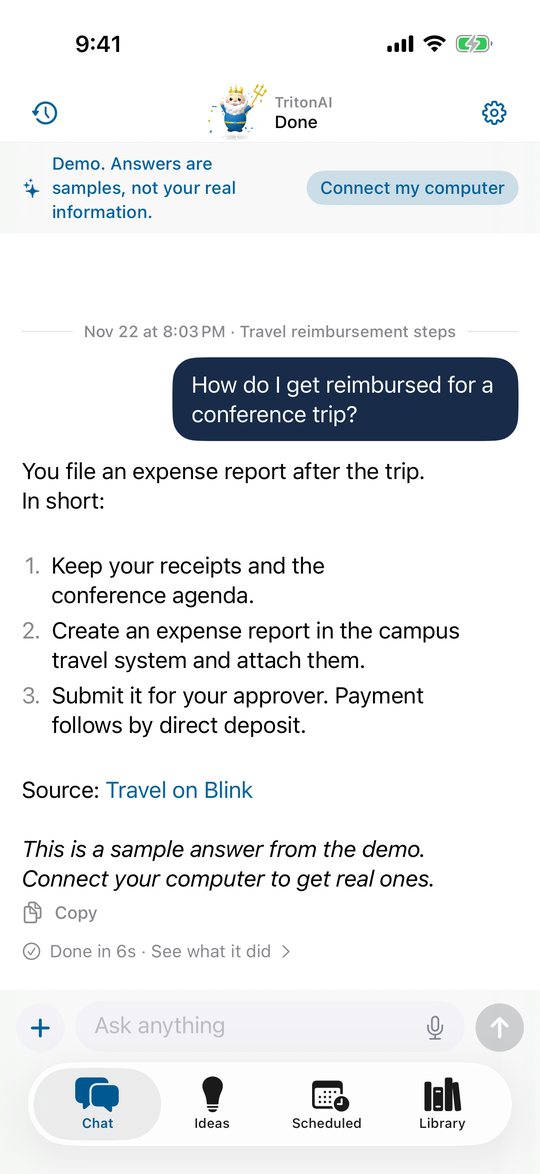 9:41
TritonAI
Done
Demo. Answers are
samples, not your real
information.
Connect my computer
Nov 22 at 8:03 PM · Travel reimbursement steps
How do I get reimbursed for a
conference trip?
You file an expense report after the trip.
In short:
1. Keep your receipts and the
conference agenda.
2. Create an expense report in the campus
travel system and attach them.
3. Submit it for your approver. Payment
follows by direct deposit.
Source: Travel on Blink
This is a sample answer from the demo.
Connect your computer to get real ones.
Copy
Done in 6s · See what it did
Ask anything
Chat
Ideas
Scheduled
Library